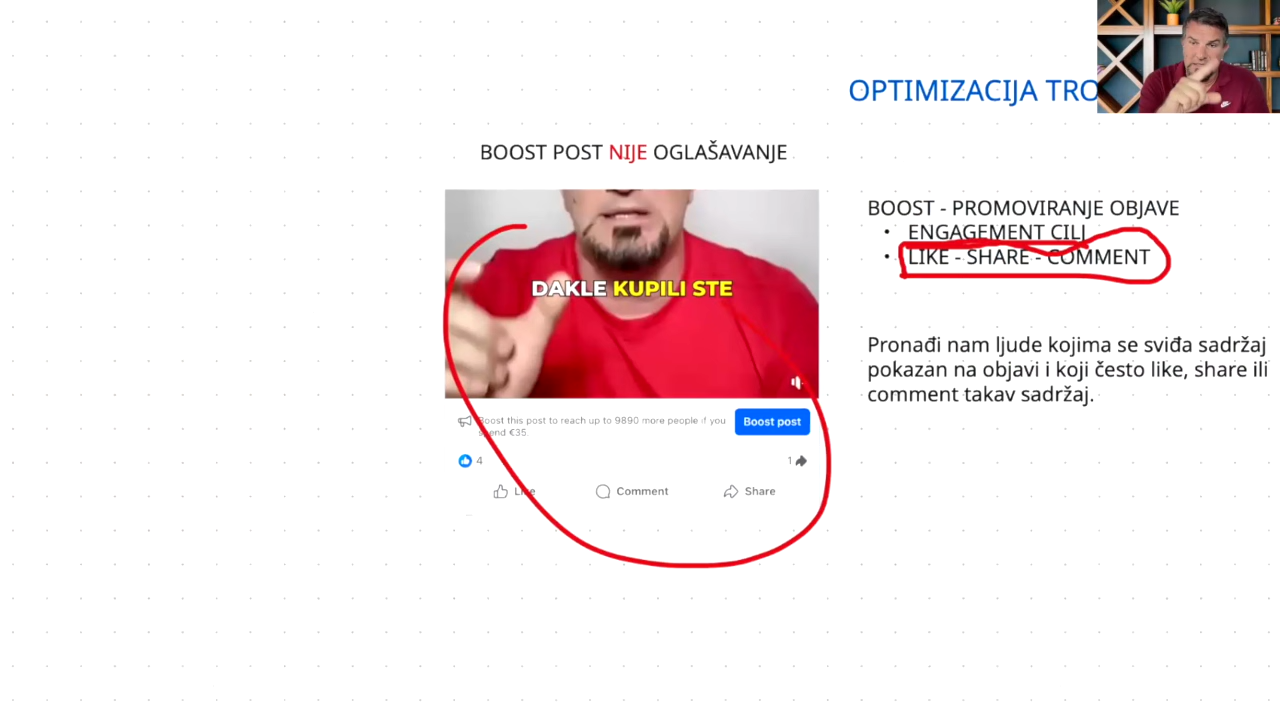 OPTIMIZACIJA
BOOST POST NIJE OGLAŠAVANJE
DAKLE KUPILI STE
Boost this post to reach up to 9890 more people if you
spend €35.
Boost post
4
1
Like
Comment
Share
BOOST - PROMOVIRANJE OBJAVE
• ENGAGEMENT CILJ
• LIKE - SHARE - COMMENT
Pronađi nam ljude kojima se sviđa sadržaj
pokazan na objavi i koji često like, share ili
comment takav sadržaj.